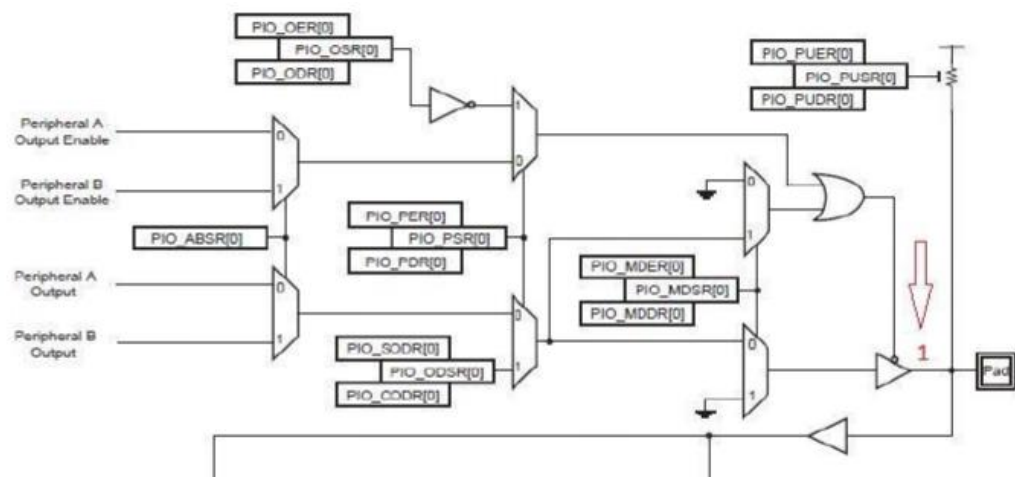 PIO_OER[0]
PIO_OSR[0]
PIO_ODR[0]
PIO_PUER[0]
PIO_PUSR[0]
PIO_PUDR[0]
1
Peripheral A
Output Enable
0
0
Peripheral B
Output Enable
1
0
PIO_PER[0]
PIO_ABSR[0]
PIO_PSR[0]
PIO_PDR[0]
1
PIO_MDER[0]
Peripheral A
Output
0
PIO_MDSR[0]
PIO_MDDR[0]
0
Peripheral B
Output
1
PIO_SODR[0]
0
1
PIO_ODSR[0]
1
PIO_CODR[0]
1
Pad